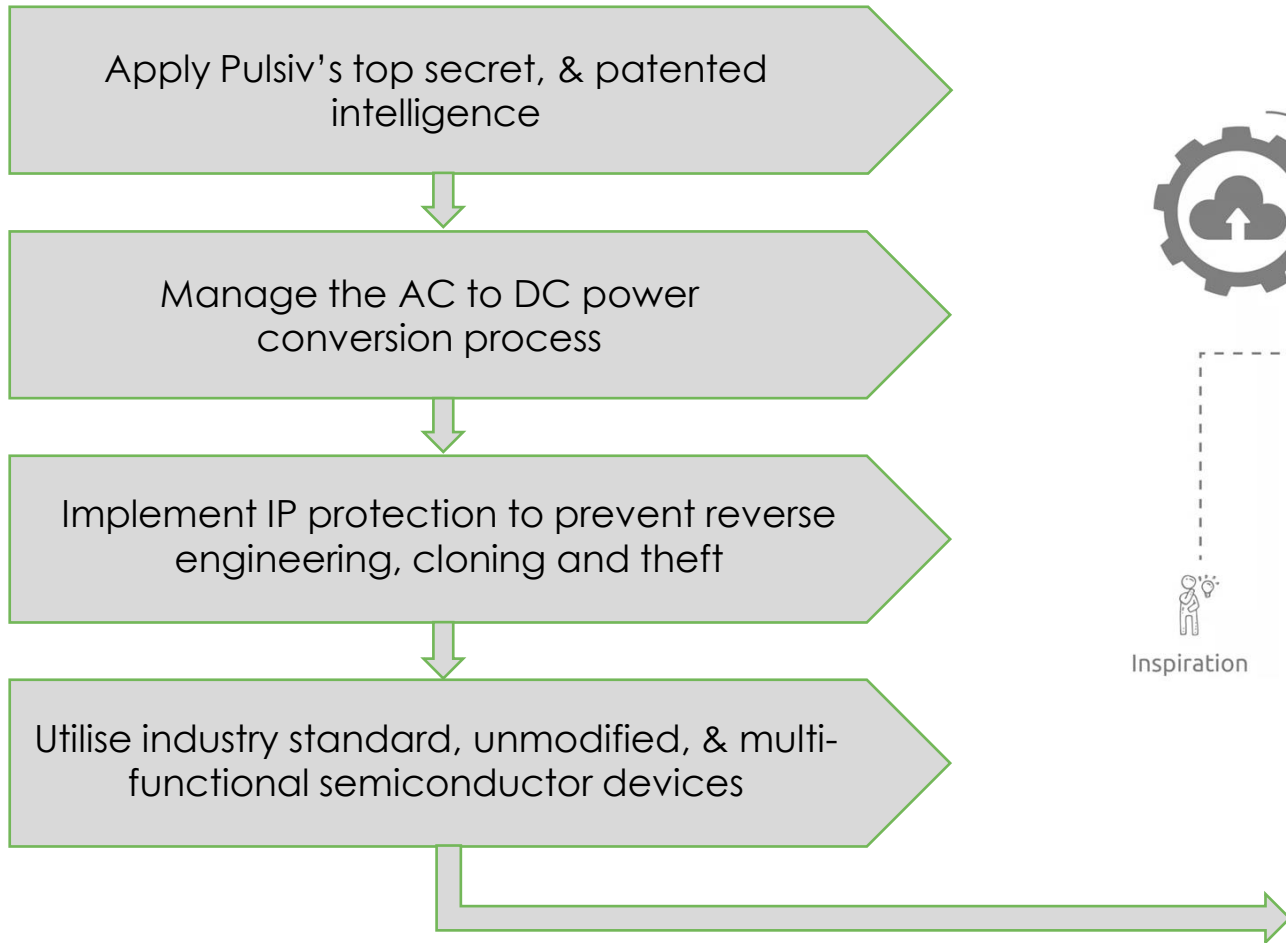 Apply Pulsiv’s top secret, & patented
intelligence
Manage the AC to DC power
conversion process
Implement IP protection to prevent reverse
engineering, cloning and theft
Utilise industry standard, unmodified, & multi-
functional semiconductor devices
Inspiration